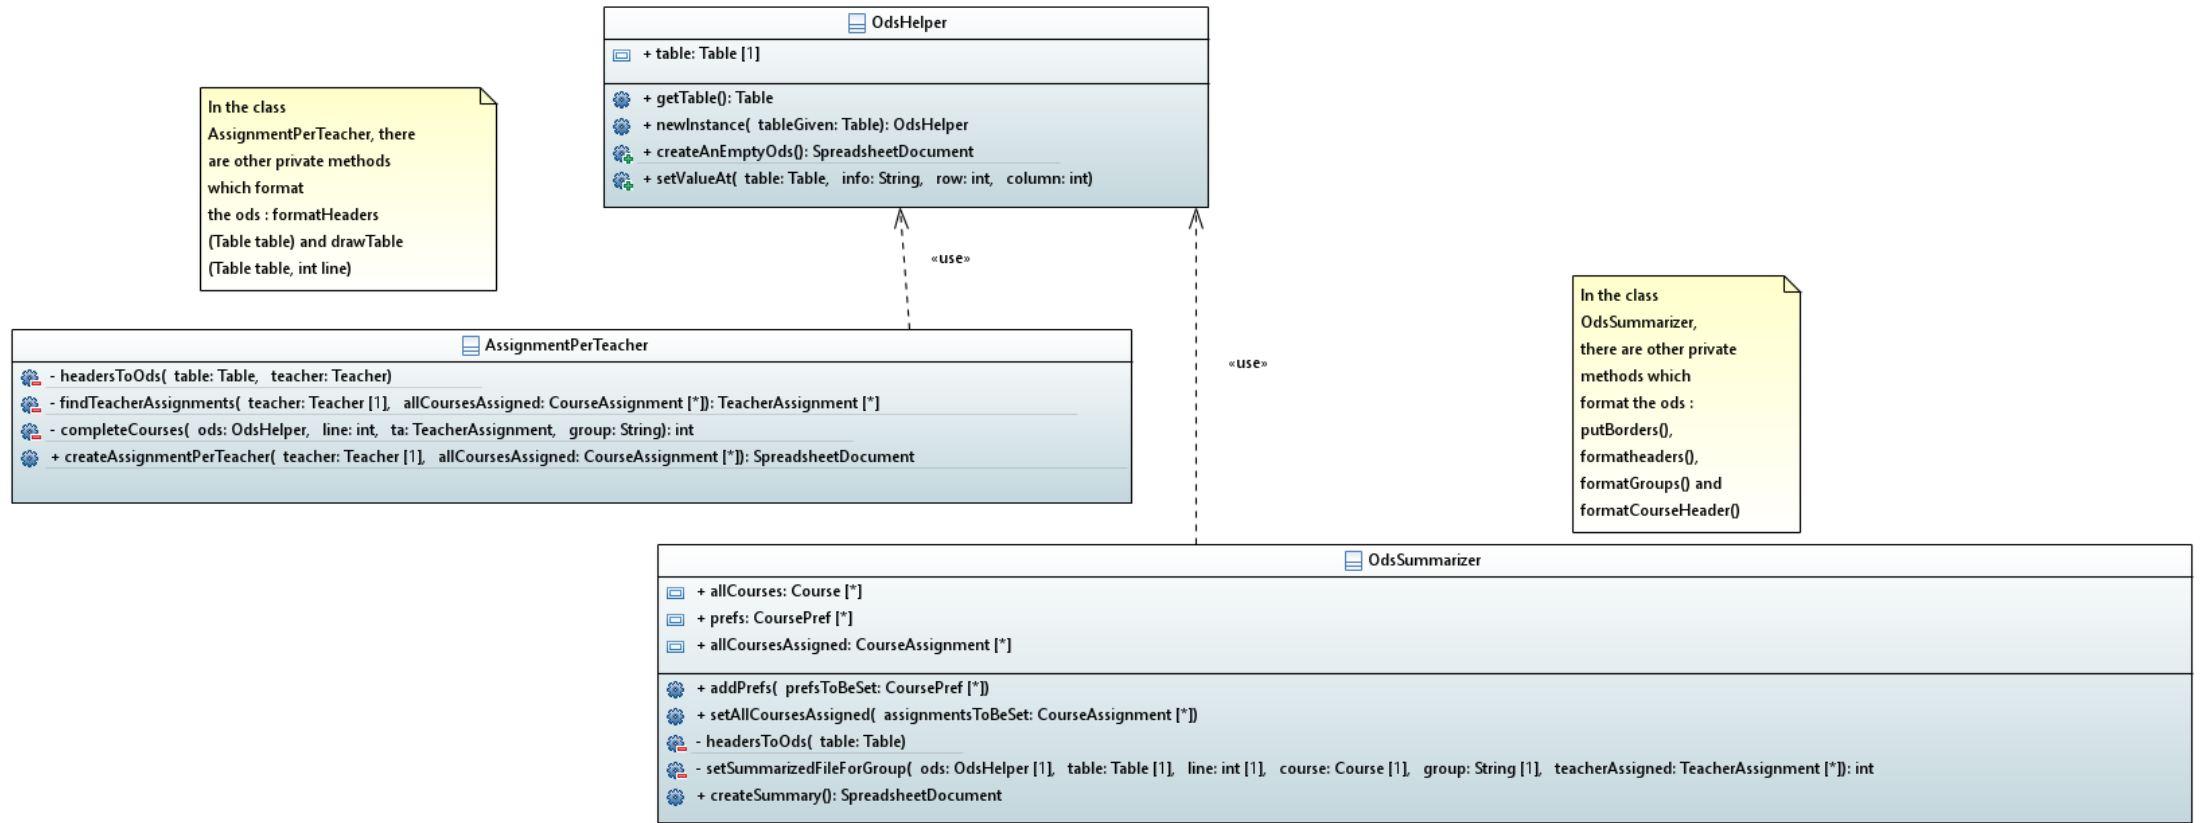 OdsHelper
+ table: Table [1]
+ getTable(): Table
+ newInstance( tableGiven: Table): OdsHelper
+ createAnEmptyOds(): SpreadsheetDocument
+ setValueAt( table: Table, info: String, row: int, column: int)
In the class
AssignmentPerTeacher, there
are other private methods
which format
the ods : formatHeaders
(Table table) and drawTable
(Table table, int line)
«use»
«use»
In the class
OdsSummarizer,
there are other private
methods which
format the ods :
putBorders(),
formatheaders(),
formatGroups() and
formatCourseHeader()
AssignmentPerTeacher
- headersToOds( table: Table, teacher: Teacher)
- findTeacherAssignments( teacher: Teacher [1], allCoursesAssigned: CourseAssignment [*]): TeacherAssignment [*]
- completeCourses( ods: OdsHelper, line: int, ta: TeacherAssignment, group: String): int
+ createAssignmentPerTeacher( teacher: Teacher [1], allCoursesAssigned: CourseAssignment [*]): SpreadsheetDocument
OdsSummarizer
+ allCourses: Course [*]
+ prefs: CoursePref [*]
+ allCoursesAssigned: CourseAssignment [*]
+ addPrefs( prefsToBeSet: CoursePref [*])
+ setAllCoursesAssigned( assignmentsToBeSet: CourseAssignment [*])
- headersToOds( table: Table)
- setSummarizedFileForGroup( ods: OdsHelper [1], table: Table [1], line: int [1], course: Course [1], group: String [1], teacherAssigned: TeacherAssignment [*]): int
+ createSummary(): SpreadsheetDocument